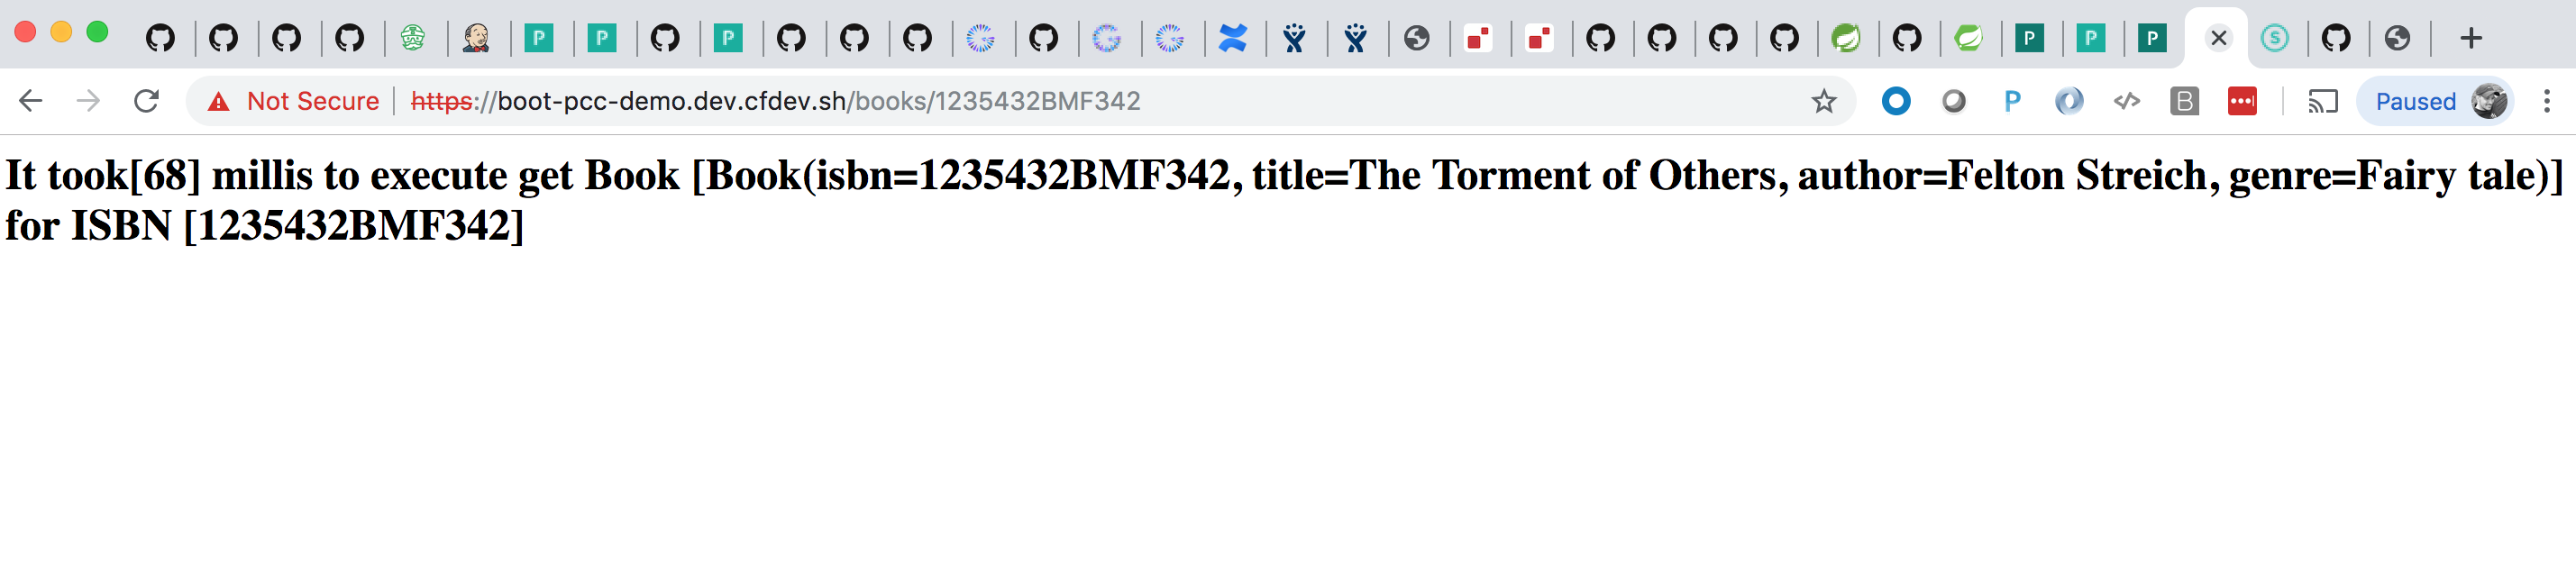 Not Secure https://boot-pcc-demo.dev.cfdev.sh/books/1235432BMF342 Paused
It took[68] millis to execute get Book [Book(isbn=1235432BMF342, title=The Torment of Others, author=Felton Streich, genre=Fairy tale)]
for ISBN [1235432BMF342]